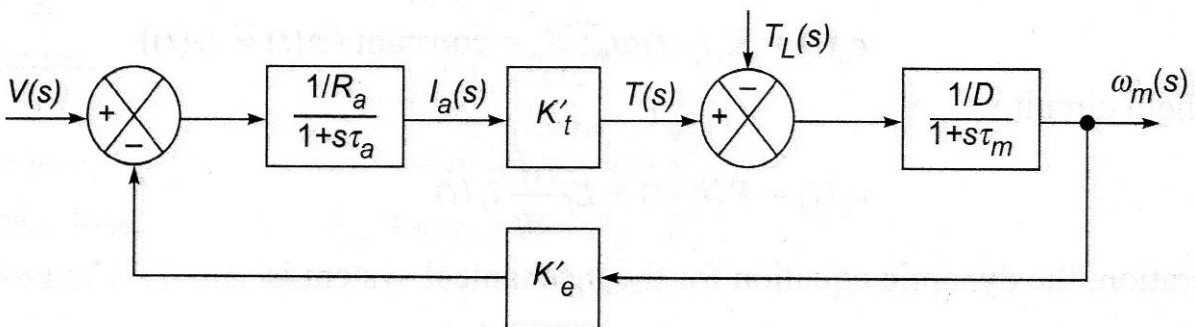 T_L(s)
V(s)
+
−
1/R_a
1+sτ_a
I_a(s)
K′_t
T(s)
+
−
1/D
1+sτ_m
ω_m(s)
K′_e